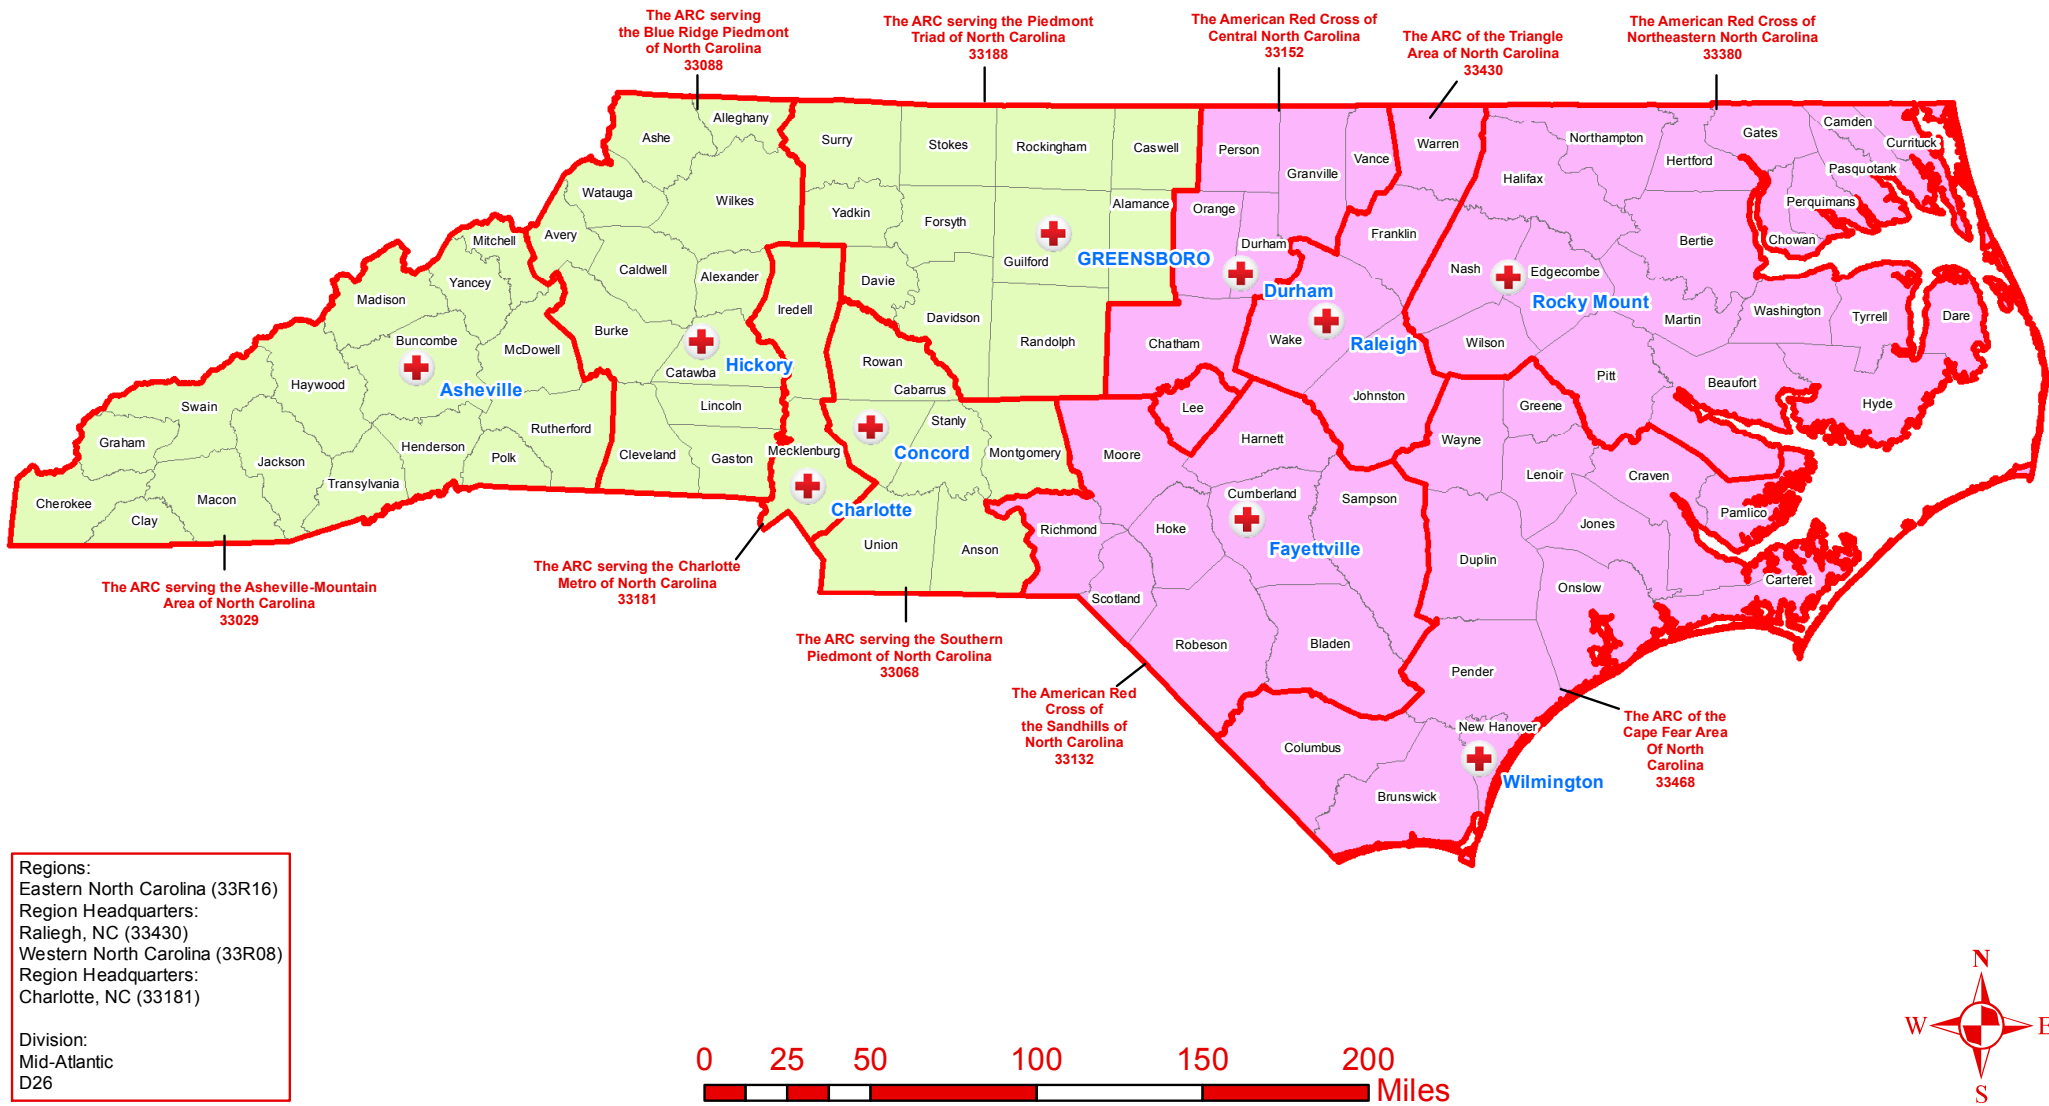 The ARC serving
the Blue Ridge Piedmont
of North Carolina
33088
The ARC serving the Piedmont
Triad of North Carolina
33188
The American Red Cross of
Central North Carolina
33152
The ARC of the Triangle
Area of North Carolina
33430
The American Red Cross of
Northeastern North Carolina
33380
Ashe
Alleghany
Surry
Stokes
Rockingham
Caswell
Person
Granville
Vance
Warren
Northampton
Halifax
Hertford
Gates
Camden
Currituck
Pasquotank
Perquimans
Chowan
Bertie
Watauga
Wilkes
Yadkin
Forsyth
Guilford
GREENSBORO
Alamance
Orange
Durham
Durham
Franklin
Nash
Edgecombe
Rocky Mount
Mitchell
Avery
Yancey
Madison
Caldwell
Alexander
Iredell
Davie
Davidson
Randolph
Chatham
Wake
Raleigh
Wilson
Martin
Washington
Tyrrell
Dare
Buncombe
Asheville
McDowell
Burke
Catawba
Hickory
Rowan
Cabarrus
Lee
Johnston
Pitt
Beaufort
Hyde
Haywood
Swain
Graham
Jackson
Henderson
Polk
Rutherford
Lincoln
Cleveland
Gaston
Mecklenburg
Concord
Stanly
Montgomery
Moore
Harnett
Wayne
Greene
Lenoir
Craven
Pamlico
Cherokee
Clay
Macon
Transylvania
Charlotte
Union
Anson
Richmond
Hoke
Cumberland
Fayettville
Sampson
Duplin
Jones
Onslow
Carteret
Scotland
Robeson
Bladen
Pender
New Hanover
Wilmington
Columbus
Brunswick
The ARC serving the Asheville-Mountain
Area of North Carolina
33029
The ARC serving the Charlotte
Metro of North Carolina
33181
The ARC serving the Southern
Piedmont of North Carolina
33068
The American Red
Cross of
the Sandhills of
North Carolina
33132
The ARC of the
Cape Fear Area
Of North
Carolina
33468
Regions:
Eastern North Carolina (33R16)
Region Headquarters:
Raliegh, NC (33430)
Western North Carolina (33R08)
Region Headquarters:
Charlotte, NC (33181)
Division:
Mid-Atlantic
D26
0 25 50 100 150 200
Miles
N
W E
S